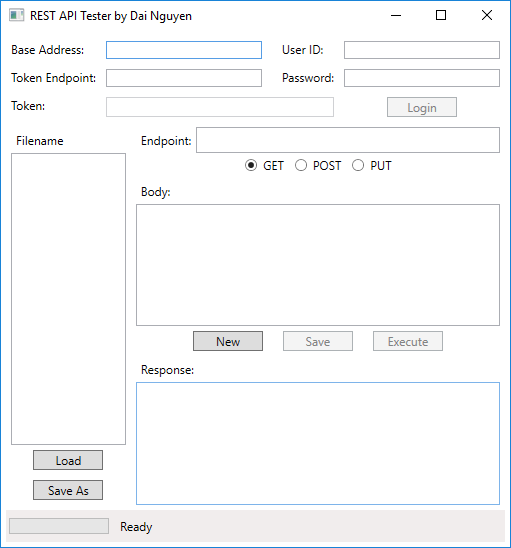 REST API Tester by Dai Nguyen
Base Address: User ID:
Token Endpoint: Password:
Token: Login
Filename Endpoint:
GET POST PUT
Body:
New Save Execute
Response:
Load
Save As
Ready